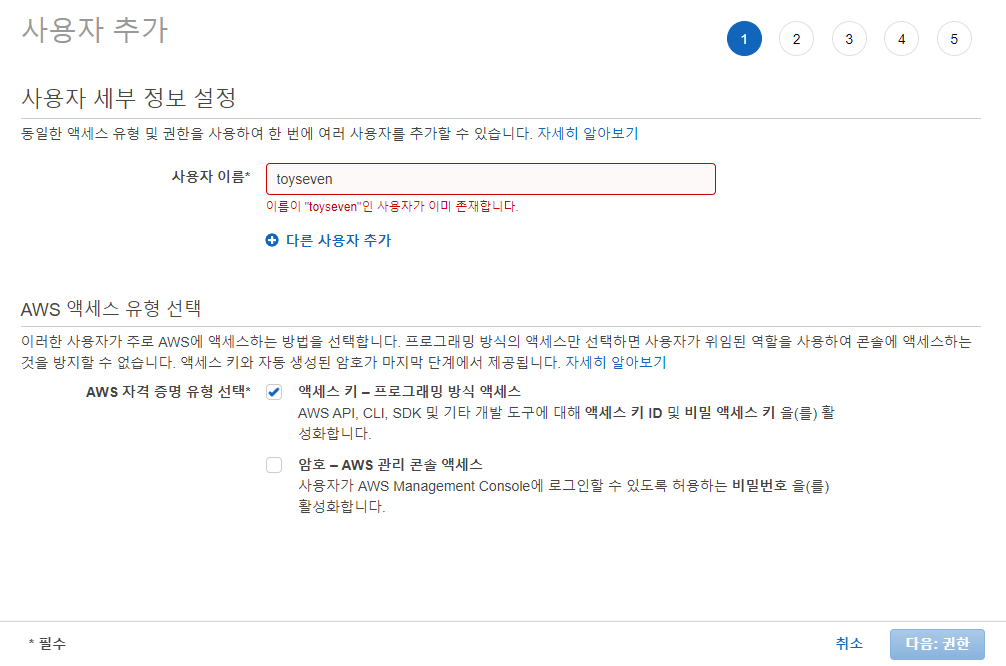 사용자 추가
1 2 3 4 5
사용자 세부 정보 설정
동일한 액세스 유형 및 권한을 사용하여 한 번에 여러 사용자를 추가할 수 있습니다. 자세히 알아보기
사용자 이름* toyseven
이름이 "toyseven"인 사용자가 이미 존재합니다.
다른 사용자 추가
AWS 액세스 유형 선택
이러한 사용자가 주로 AWS에 액세스하는 방법을 선택합니다. 프로그래밍 방식의 액세스만 선택하면 사용자가 위임된 역할을 사용하여 콘솔에 액세스하는
것을 방지할 수 없습니다. 액세스 키와 자동 생성된 암호가 마지막 단계에서 제공됩니다. 자세히 알아보기
AWS 자격 증명 유형 선택* 액세스 키 – 프로그래밍 방식 액세스
AWS API, CLI, SDK 및 기타 개발 도구에 대해 액세스 키 ID 및 비밀 액세스 키 을(를) 활
성화합니다.
암호 – AWS 관리 콘솔 액세스
사용자가 AWS Management Console에 로그인할 수 있도록 허용하는 비밀번호 을(를)
활성화합니다.
* 필수 취소 다음: 권한